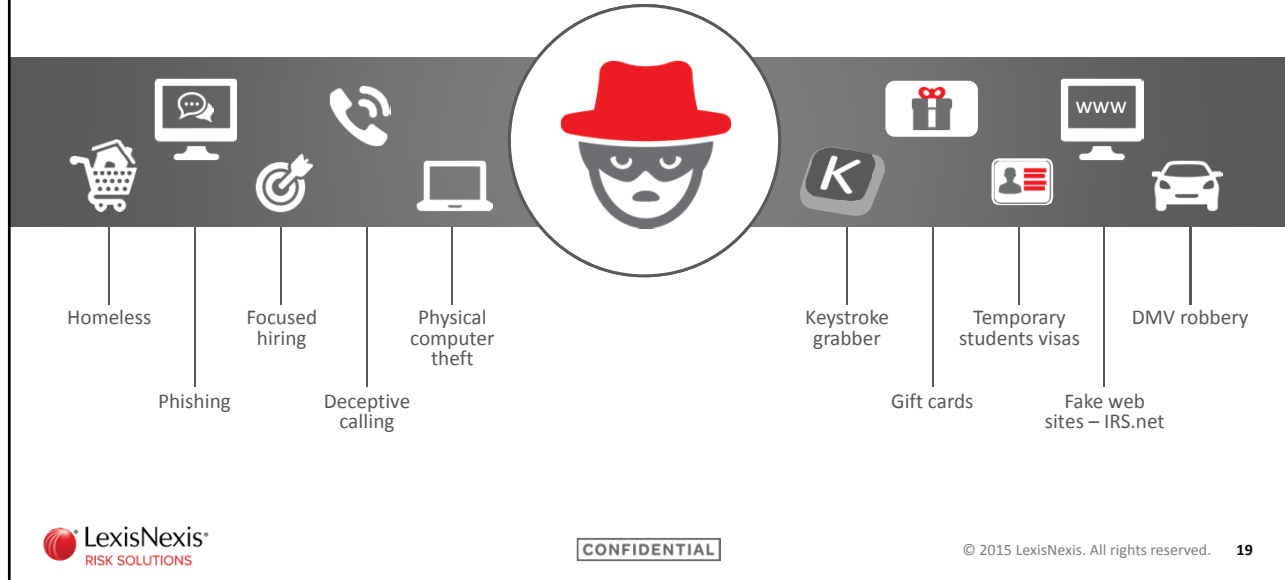 www
K
Homeless
Phishing
Focused
hiring
Deceptive
calling
Physical
computer
theft
Keystroke
grabber
Gift cards
Temporary
students visas
Fake web
sites – IRS.net
DMV robbery
LexisNexis®
RISK SOLUTIONS
CONFIDENTIAL
© 2015 LexisNexis. All rights reserved. 19